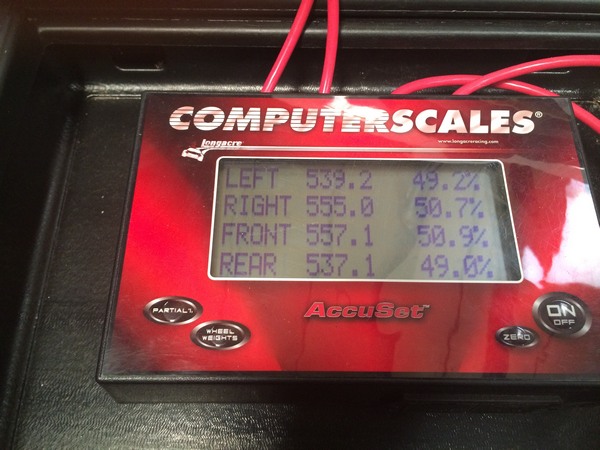 COMPUTERSCALES®
Longacre
www.longacreracing.com
LEFT 539.2 49.2%
RIGHT 555.0 50.7%
FRONT 557.1 50.9%
REAR 537.1 49.0%
PARTIAL%
WHEEL
WEIGHTS
AccuSet™
ZERO
ON
OFF